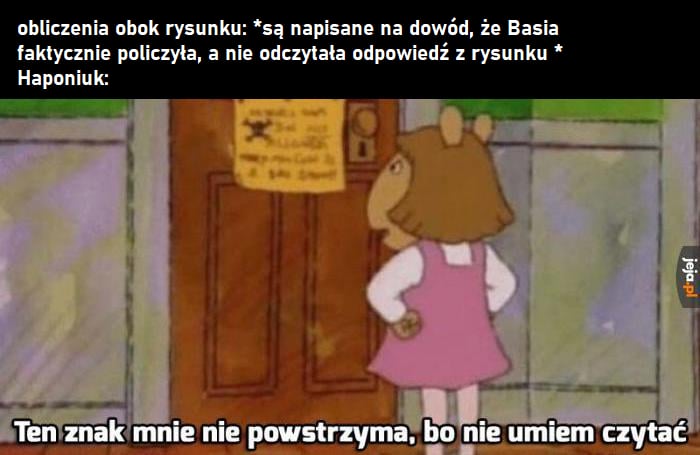 obliczenia obok rysunku: *są napisane na dowód, że Basia
faktycznie policzyła, a nie odczytała odpowiedź z rysunku *
Haponiuk:
jeja.pl
Ten znak mnie nie powstrzyma, bo nie umiem czytać